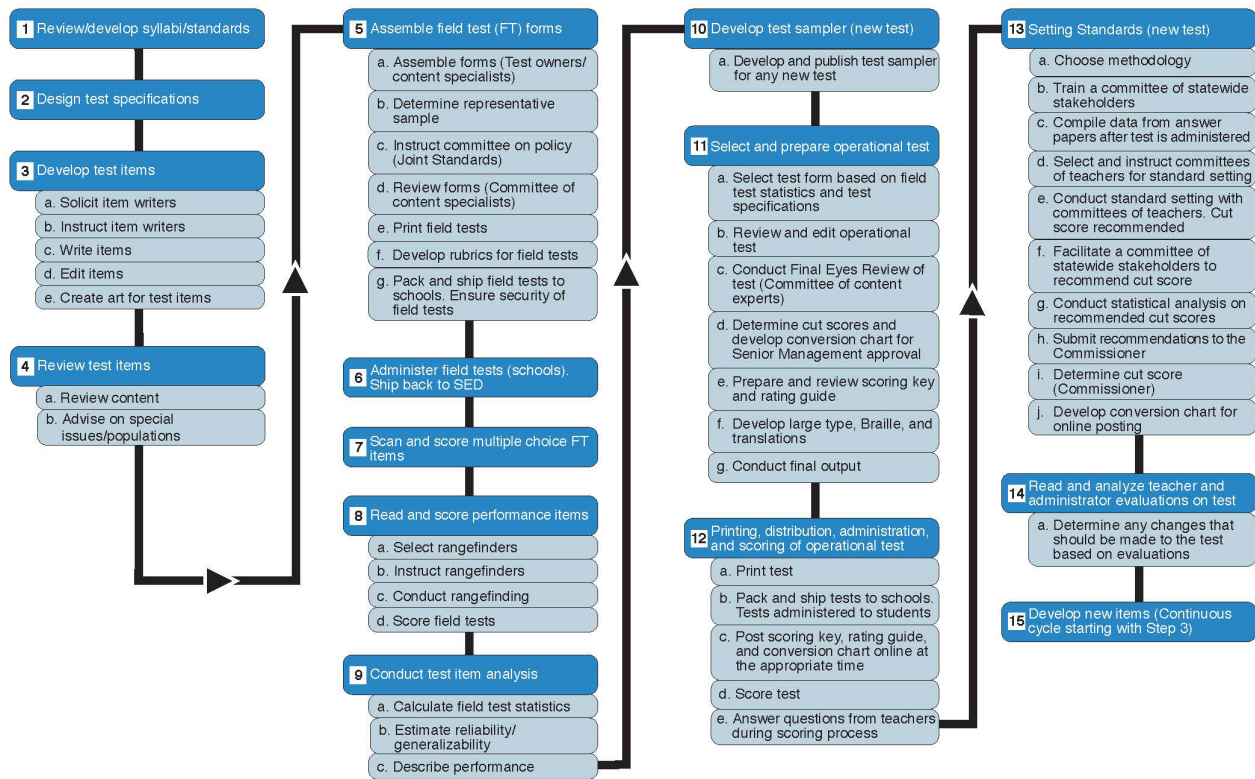 1 Review/develop syllabi/standards
2 Design test specifications
3 Develop test items
a. Solicit item writers
b. Instruct item writers
c. Write items
d. Edit items
e. Create art for test items
4 Review test items
a. Review content
b. Advise on special
issues/populations
5 Assemble field test (FT) forms
a. Assemble forms (Test owners/
content specialists)
b. Determine representative
sample
c. Instruct committee on policy
(Joint Standards)
d. Review forms (Committee of
content specialists)
e. Print field tests
f. Develop rubrics for field tests
g. Pack and ship field tests to
schools. Ensure security of
field tests
6 Administer field tests (schools).
Ship back to SED
7 Scan and score multiple choice FT
items
8 Read and score performance items
a. Select rangefinders
b. Instruct rangefinders
c. Conduct rangefinding
d. Score field tests
9 Conduct test item analysis
a. Calculate field test statistics
b. Estimate reliability/
generalizability
c. Describe performance
10 Develop test sampler (new test)
a. Develop and publish test sampler
for any new test
11 Select and prepare operational test
a. Select test form based on field
test statistics and test
specifications
b. Review and edit operational
test
c. Conduct Final Eyes Review of
test (Committee of content
experts)
d. Determine cut scores and
develop conversion chart for
Senior Management approval
e. Prepare and review scoring key
and rating guide
f. Develop large type, Braille, and
translations
g. Conduct final output
12 Printing, distribution, administration,
and scoring of operational test
a. Print test
b. Pack and ship tests to schools.
Tests administered to students
c. Post scoring key, rating guide,
and conversion chart online at
the appropriate time
d. Score test
e. Answer questions from teachers
during scoring process
13 Setting Standards (new test)
a. Choose methodology
b. Train a committee of statewide
stakeholders
c. Compile data from answer
papers after test is administered
d. Select and instruct committees
of teachers for standard setting
e. Conduct standard setting with
committees of teachers. Cut
score recommended
f. Facilitate a committee of
statewide stakeholders to
recommend cut score
g. Conduct statistical analysis on
recommended cut scores
h. Submit recommendations to the
Commissioner
i. Determine cut score
(Commissioner)
j. Develop conversion chart for
online posting
14 Read and analyze teacher and
administrator evaluations on test
a. Determine any changes that
should be made to the test
based on evaluations
15 Develop new items (Continuous
cycle starting with Step 3)